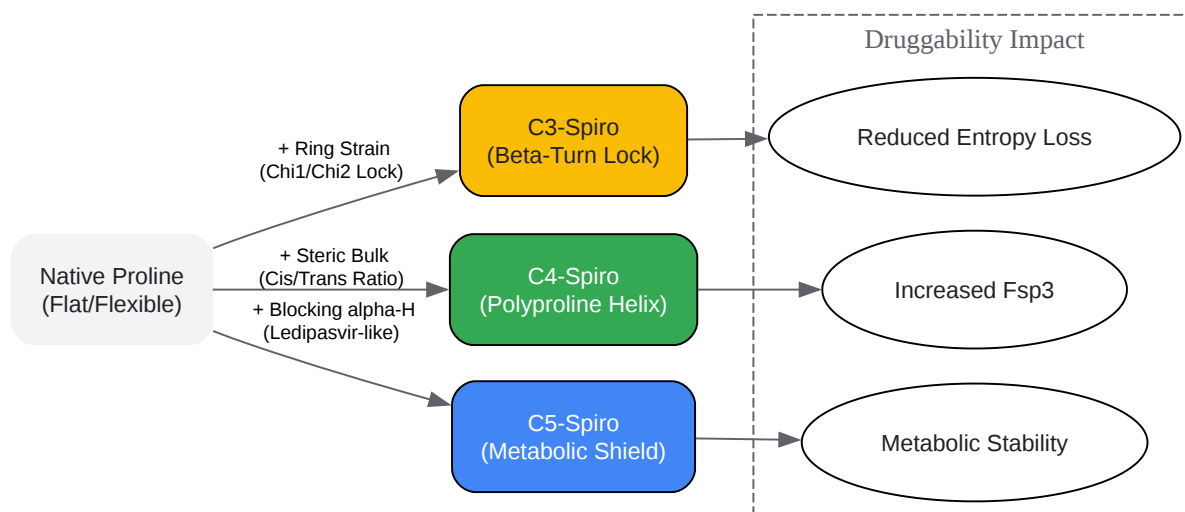 Druggability Impact
C3-Spiro
(Beta-Turn Lock)
Reduced Entropy Loss
+ Ring Strain
(Chi1/Chi2 Lock)
Native Proline
(Flat/Flexible)
+ Steric Bulk
(Cis/Trans Ratio)
C4-Spiro
(Polyproline Helix)
Increased Fsp3
+ Blocking alpha-H
(Ledipasvir-like)
C5-Spiro
(Metabolic Shield)
Metabolic Stability